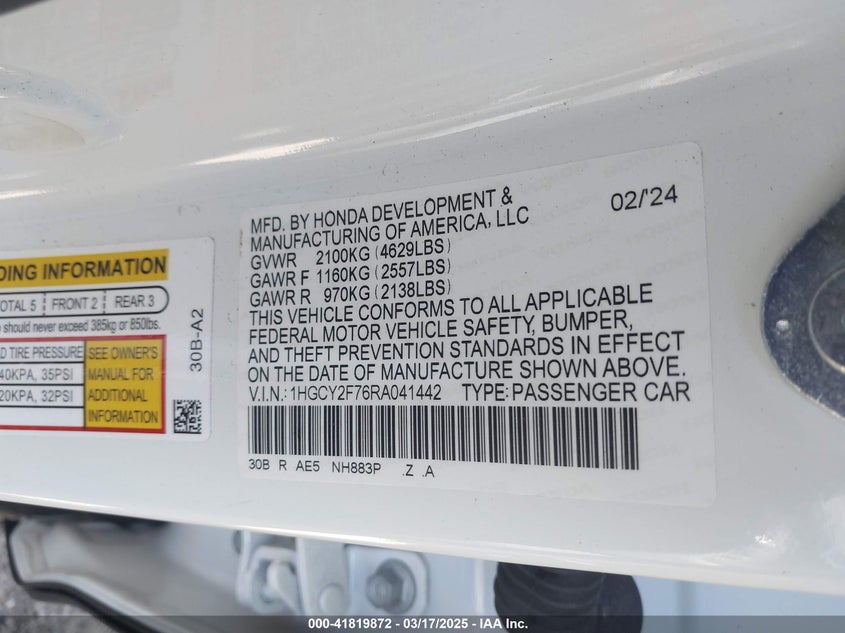 MFD. BY HONDA DEVELOPMENT &
MANUFACTURING OF AMERICA, LLC
02/'24
GVWR 2100KG (4629LBS)
GAWR F 1160KG (2557LBS)
GAWR R 970KG (2138LBS)
THIS VEHICLE CONFORMS TO ALL APPLICABLE
FEDERAL MOTOR VEHICLE SAFETY, BUMPER,
AND THEFT PREVENTION STANDARDS IN EFFECT
ON THE DATE OF MANUFACTURE SHOWN ABOVE.
V.I.N.: 1HGCY2F76RA041442 TYPE: PASSENGER CAR
30B R AE5 NH883P .Z .A
INFORMATION
TOTAL 5 FRONT 2 REAR 3
should never exceed 385kg or 850lbs.
TIRE PRESSURE
40KPA, 35PSI
20KPA, 32PSI
SEE OWNER'S
MANUAL FOR
ADDITIONAL
INFORMATION
30B-A2
000-41819872 — 03/17/2025 — IAA Inc.